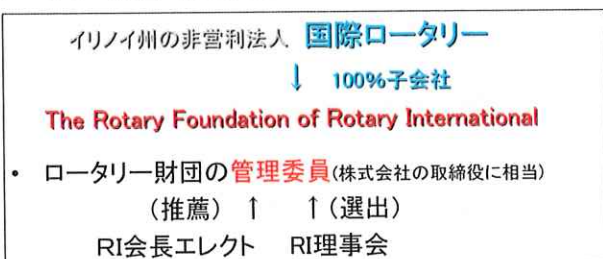 イリノイ州の非営利法人 国際ロータリー
↓ 100%子会社
The Rotary Foundation of Rotary International
• ロータリー財団の管理委員(株式会社の取締役に相当)
(推薦) ↑ ↑(選出)
RI会長エレクト RI理事会